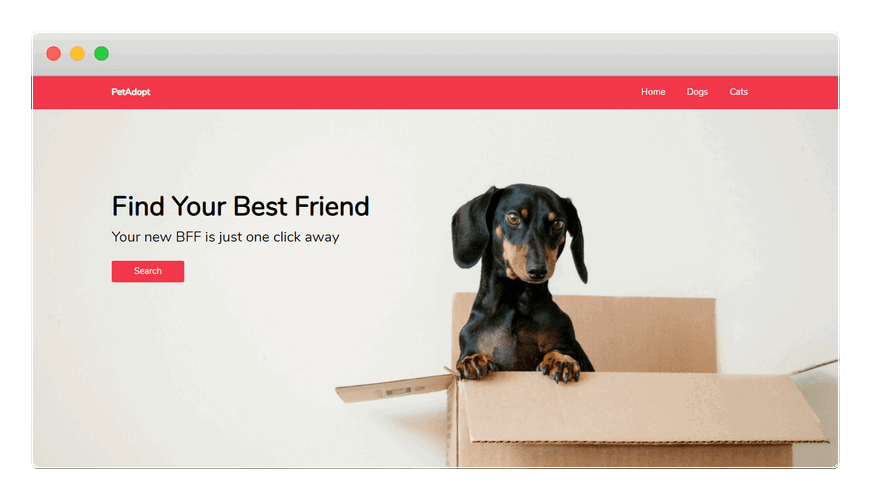 PetAdopt
Home Dogs Cats
Find Your Best Friend
Your new BFF is just one click away
Search